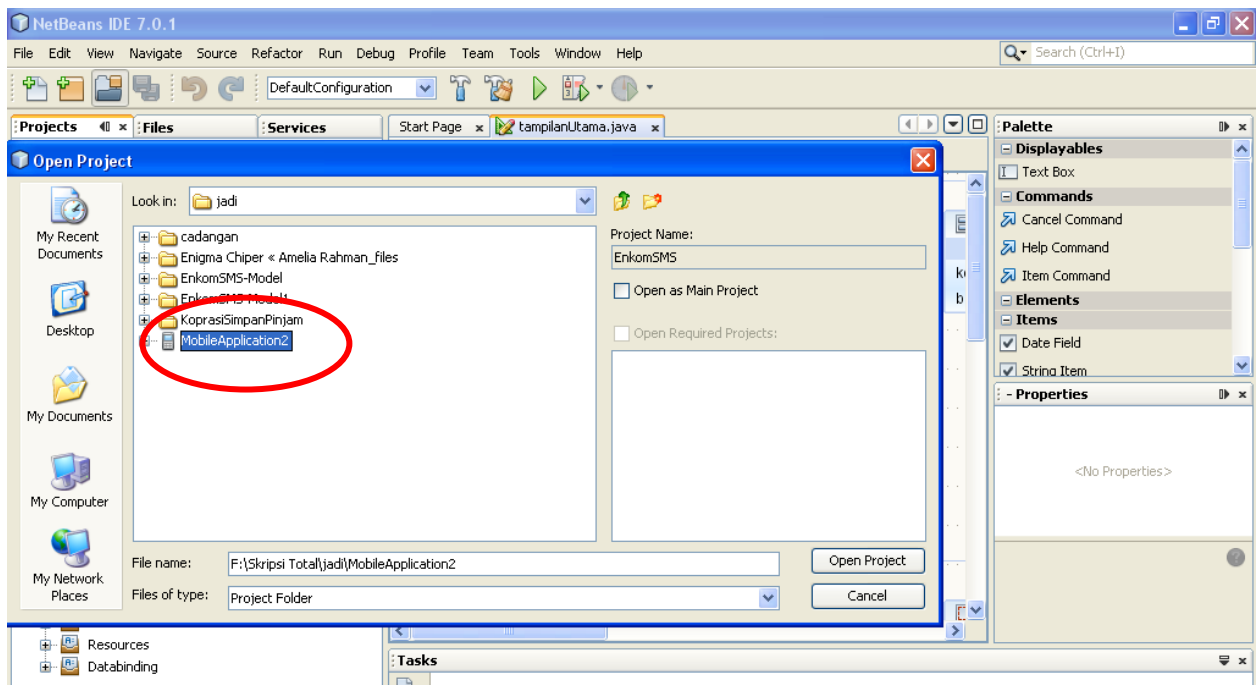 NetBeans IDE 7.0.1
File Edit View Navigate Source Refactor Run Debug Profile Team Tools Window Help
Search (Ctrl+I)
DefaultConfiguration
Projects Files Services
Start Page tampilanUtama.java
Open Project
Look in: jadi
My Recent Documents
Desktop
My Documents
My Computer
My Network Places
cadangan
Enigma Chiper « Amelia Rahman_files
EnkomSMS-Model
EnkomSMS-Model1
KoprasiSimpanPinjam
MobileApplication2
Project Name:
EnkomSMS
Open as Main Project
Open Required Projects:
File name: F:\Skripsi Total\jadi\MobileApplication2
Files of type: Project Folder
Open Project
Cancel
Palette
Displayables
Text Box
Commands
Cancel Command
Help Command
Item Command
Elements
Items
Date Field
String Item
- Properties
<No Properties>
Resources
Databinding
Tasks